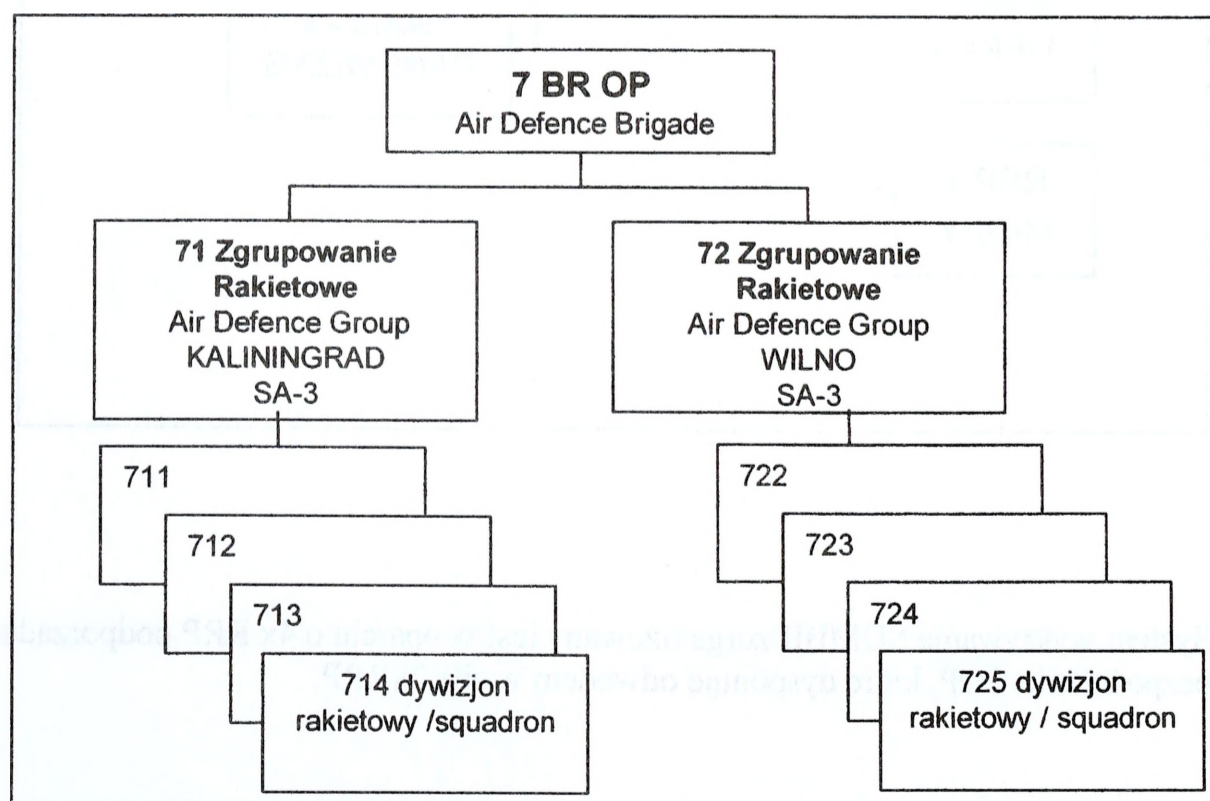 7 BR OP
Air Defence Brigade
71 Zgrupowanie
Rakietowe
Air Defence Group
KALININGRAD
SA-3
72 Zgrupowanie
Rakietowe
Air Defence Group
WILNO
SA-3
711
712
713
714 dywizjon
rakietowy /squadron
722
723
724
725 dywizjon
rakietowy / squadron